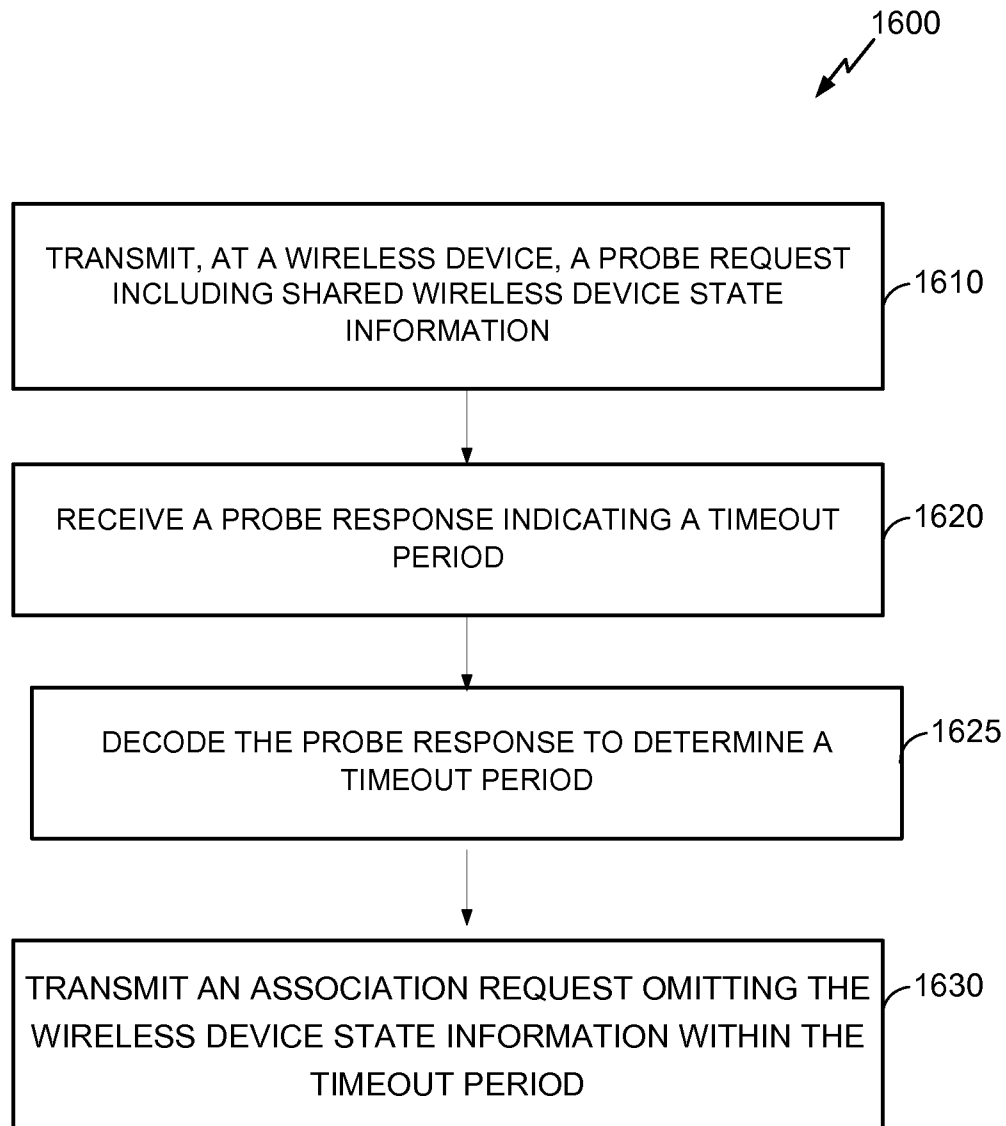 1600
TRANSMIT, AT A WIRELESS DEVICE, A PROBE REQUEST
INCLUDING SHARED WIRELESS DEVICE STATE
INFORMATION
1610
RECEIVE A PROBE RESPONSE INDICATING A TIMEOUT
PERIOD
1620
DECODE THE PROBE RESPONSE TO DETERMINE A
TIMEOUT PERIOD
1625
TRANSMIT AN ASSOCIATION REQUEST OMITTING THE
WIRELESS DEVICE STATE INFORMATION WITHIN THE
TIMEOUT PERIOD
1630